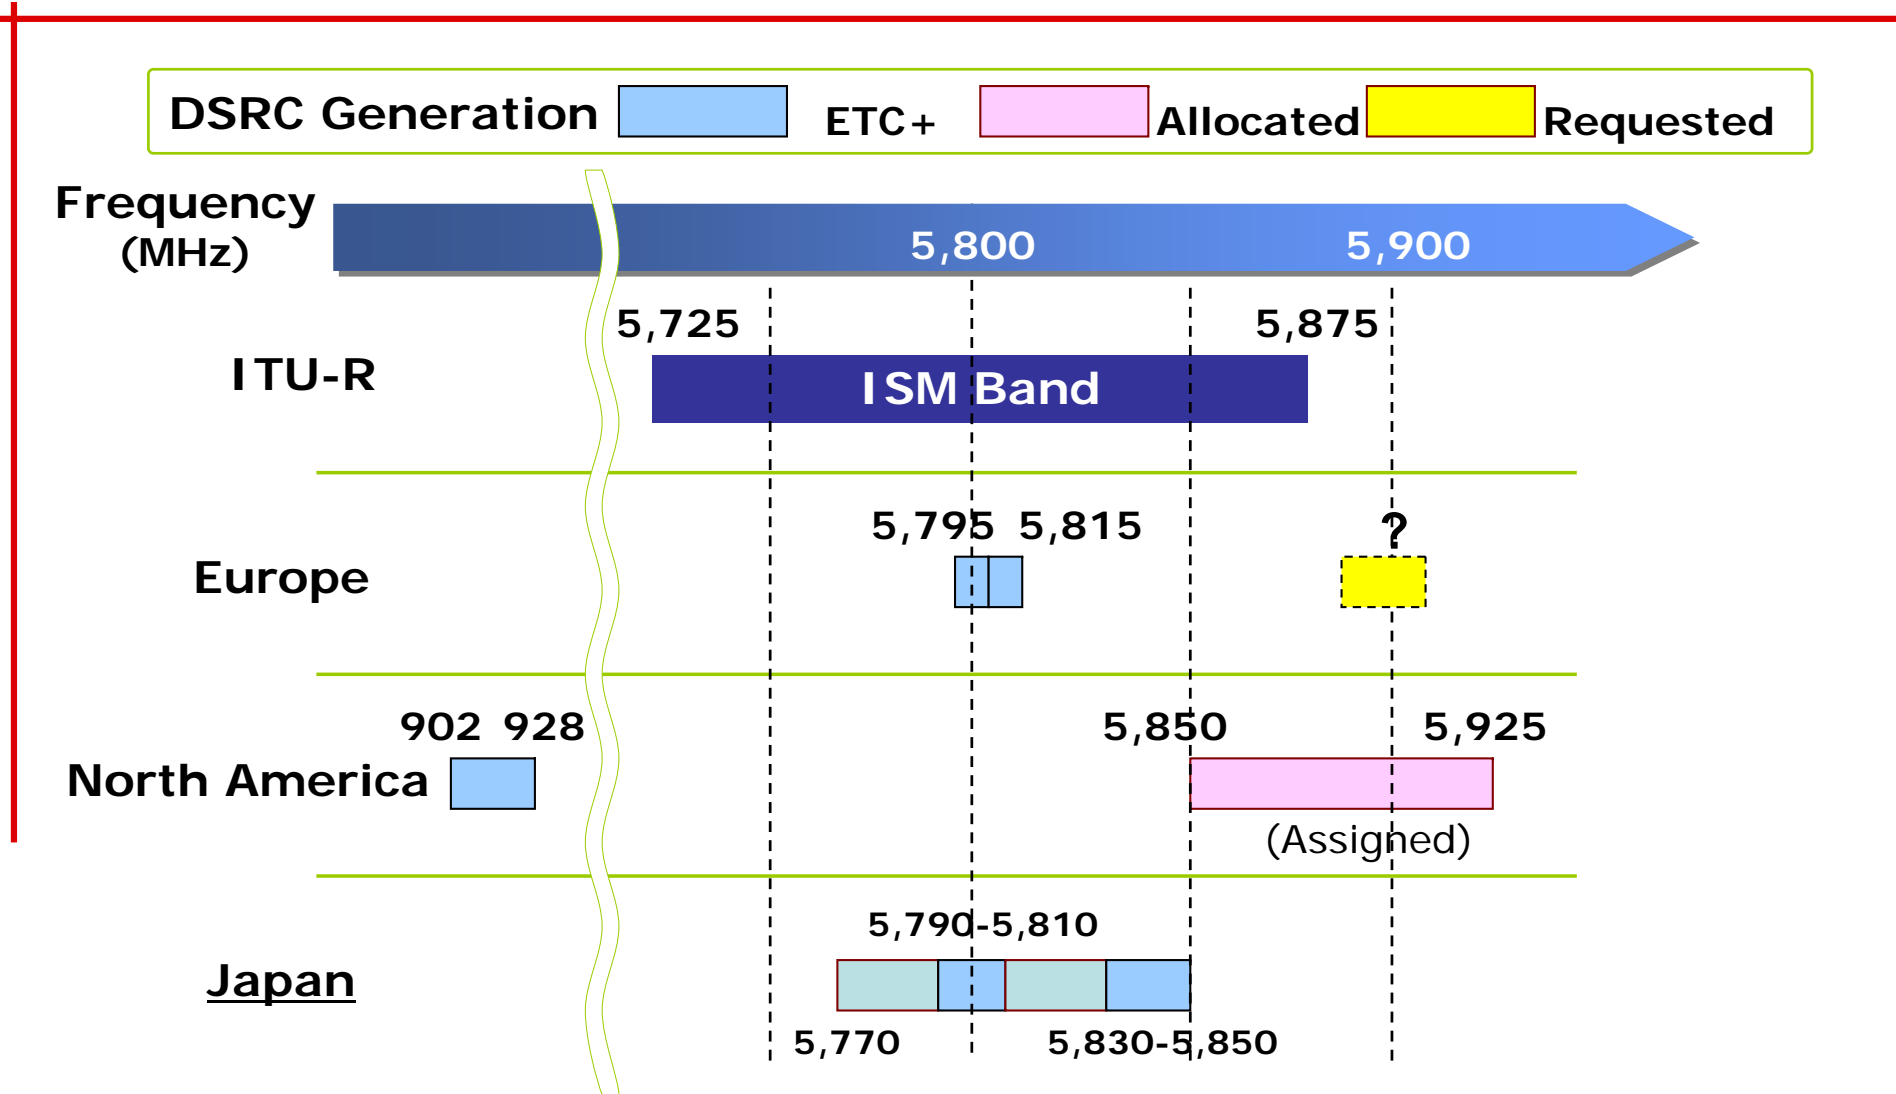 DSRC Generation ETC+ Allocated Requested
Frequency
(MHz)
5,800 5,900
5,725 5,875
ITU-R
ISM Band
5,795 5,815 ?
Europe
902 928 5,850 5,925
North America
(Assigned)
5,790-5,810
Japan
5,770 5,830-5,850